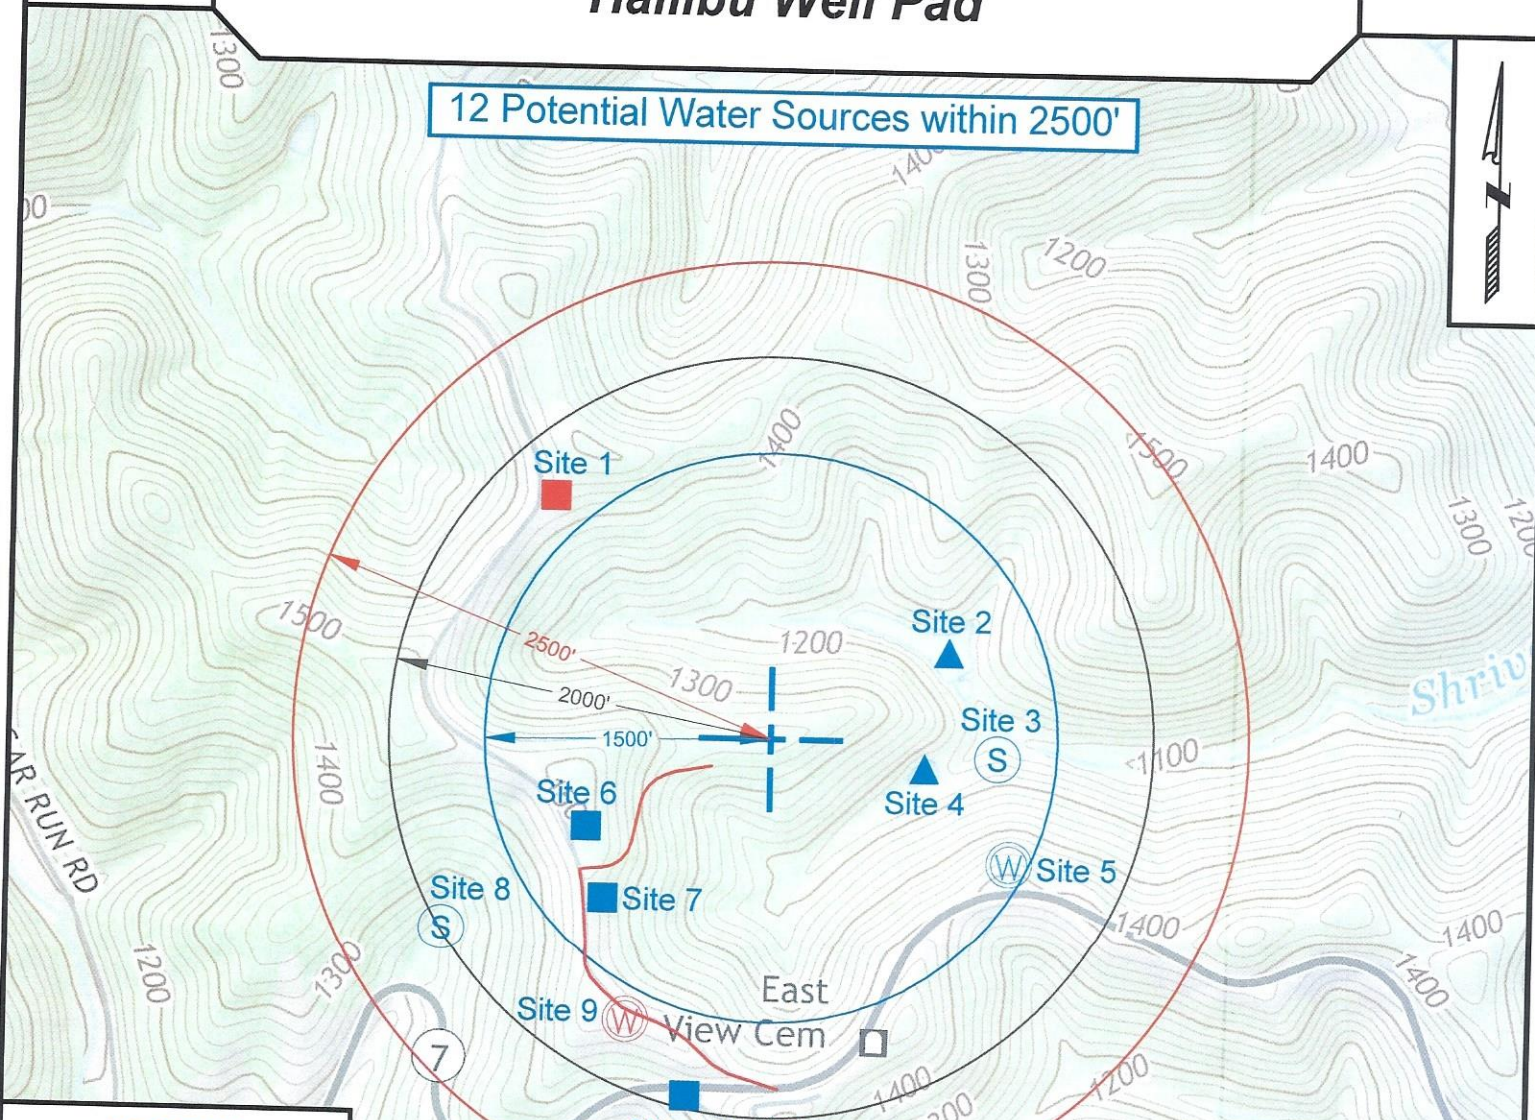 Well Pad
12 Potential Water Sources within 2500'
1300
1400
1300
1200
Site 1
1400
1500
1400
1300
Site 2
1500
2500'
1200
1300
2000'
Shriv
Site 3
S
1500'
1100
1400
Site 6
Site 4
AR RUN RD
Site 5
W
Site 8
S
Site 7
1400
1400
1200
1300
East
View Cem
Site 9
W
1400
7
1400
1200
N